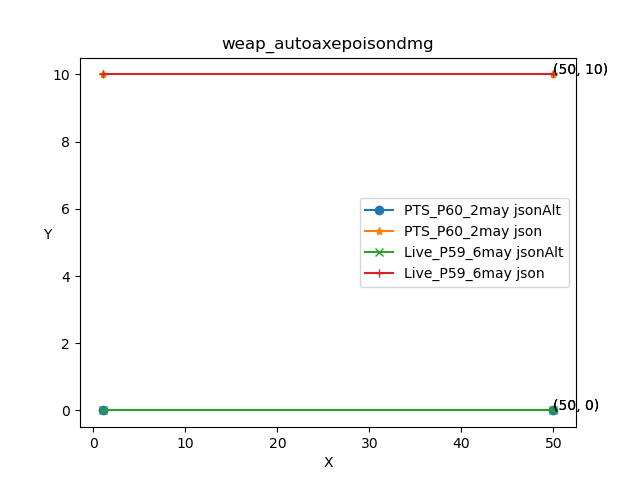 weap_autoaxepoisondmg
10
(50, 10)
8
PTS_P60_2may jsonAlt
6
PTS_P60_2may json
Y
Live_P59_6may jsonAlt
Live_P59_6may json
4
2
0
(50, 0)
0 10 20 30 40 50
X